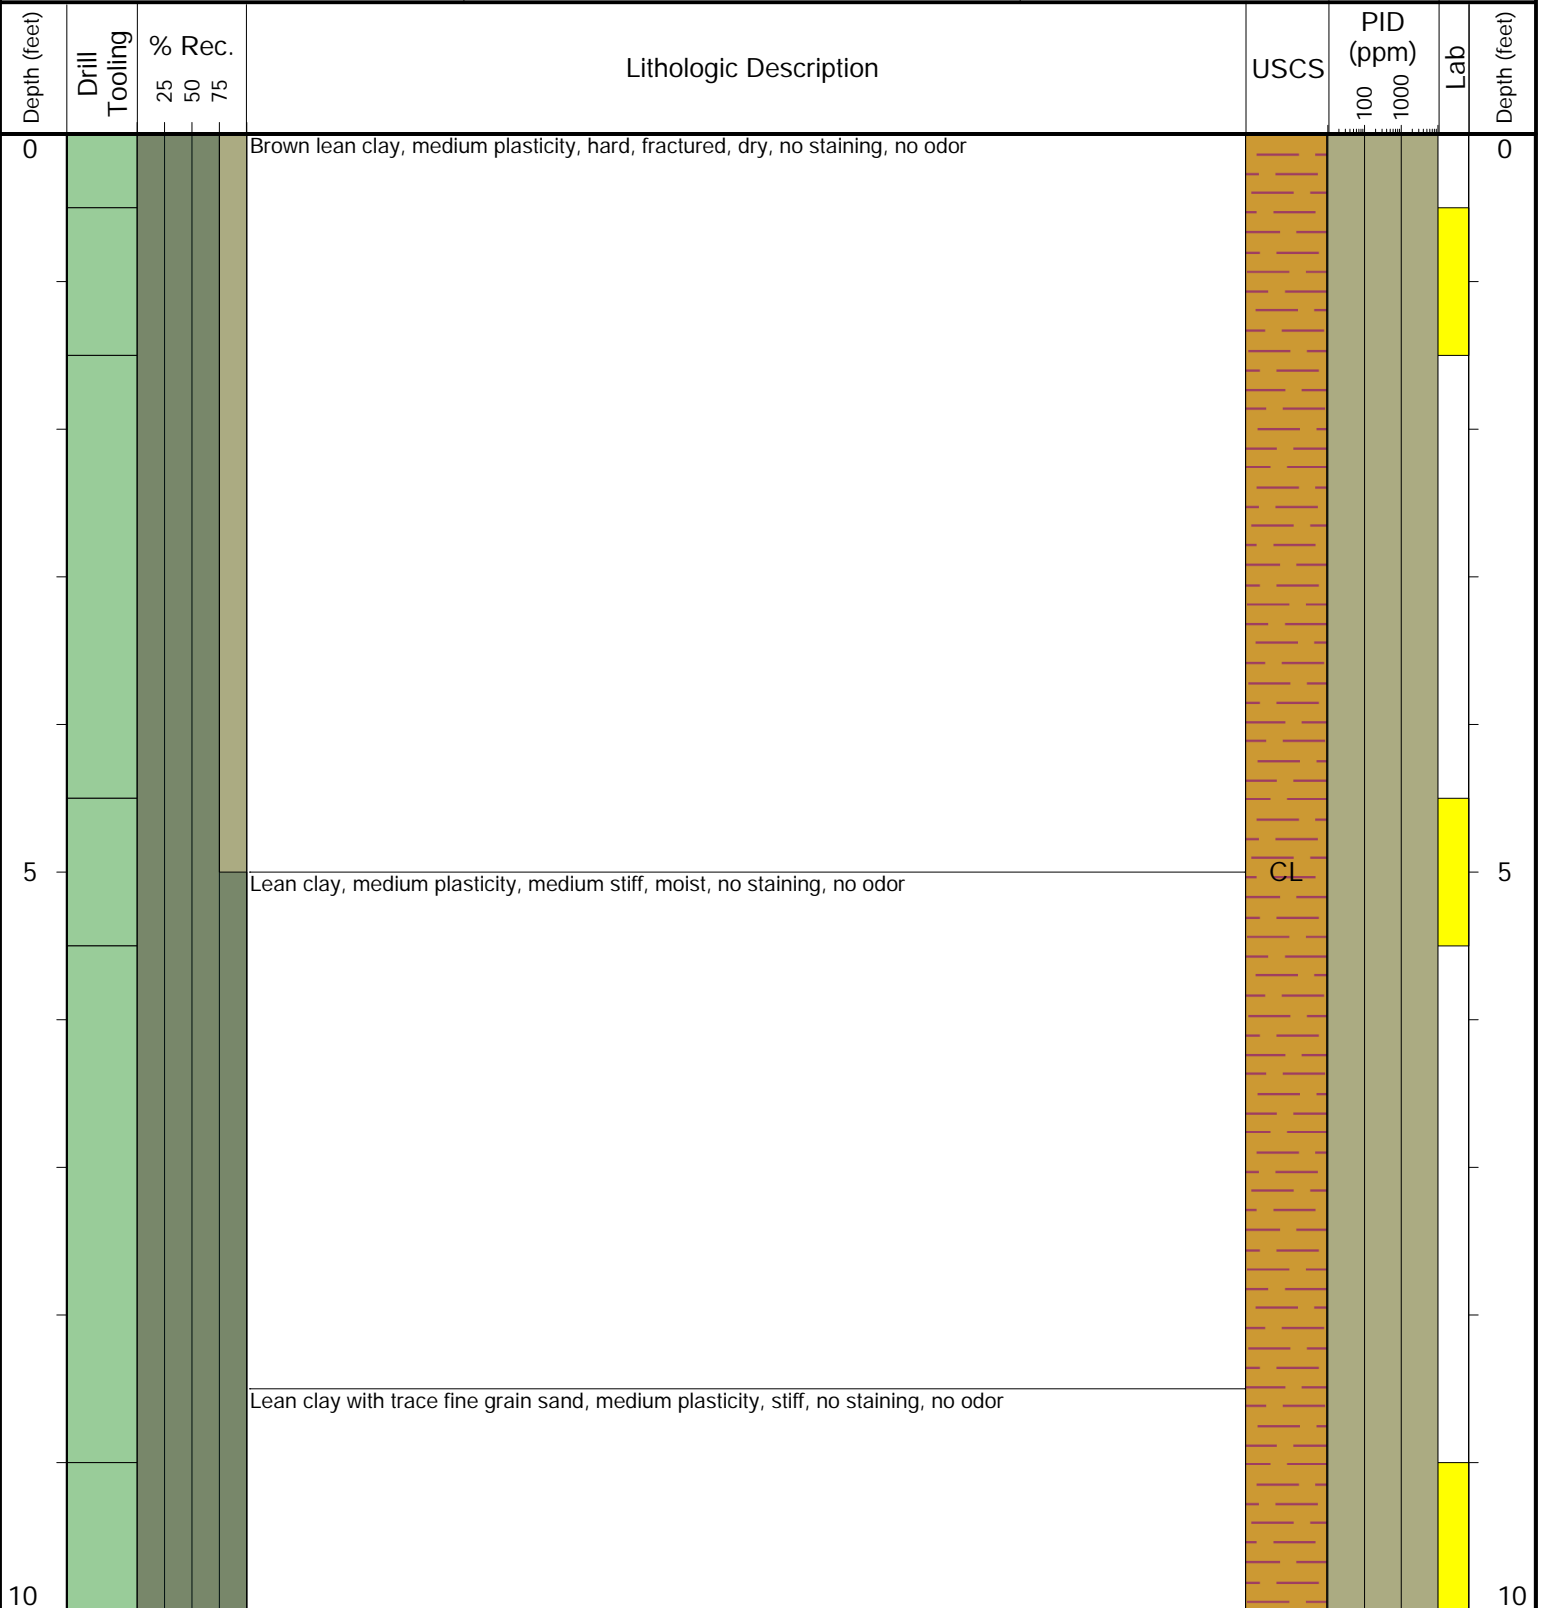 Depth (feet)
Drill
Tooling
% Rec.
25
50
75
Lithologic Description
USCS
PID
(ppm)
100
1000
Lab
Depth (feet)
0
Brown lean clay, medium plasticity, hard, fractured, dry, no staining, no odor
0
5
Lean clay, medium plasticity, medium stiff, moist, no staining, no odor
CL
5
Lean clay with trace fine grain sand, medium plasticity, stiff, no staining, no odor
10
10